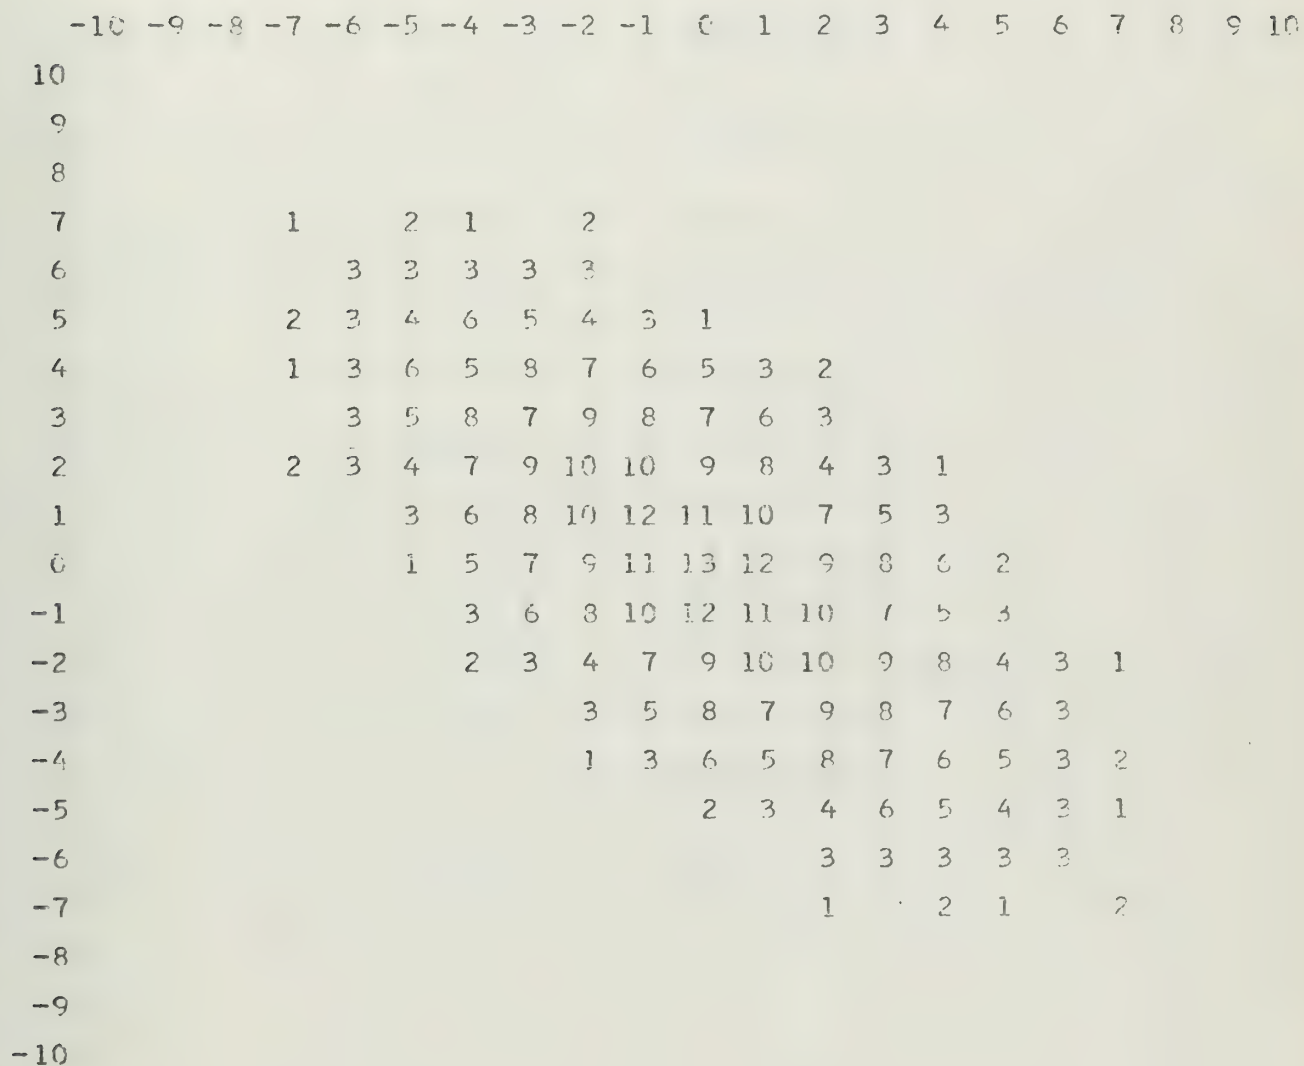 -10 -9 -8 -7 -6 -5 -4 -3 -2 -1 0 1 2 3 4 5 6 7 8 9 10
10
9
8
7 1 2 1 2
6 3 3 3 3 3
5 2 3 4 6 5 4 3 1
4 1 3 6 5 8 7 6 5 3 2
3 3 5 8 7 9 8 7 6 3
2 2 3 4 7 9 10 10 9 8 4 3 1
1 3 6 8 10 12 11 10 7 5 3
0 1 5 7 9 11 13 12 9 8 6 2
-1 3 6 8 10 12 11 10 7 5 3
-2 2 3 4 7 9 10 10 9 8 4 3 1
-3 3 5 8 7 9 8 7 6 3
-4 1 3 6 5 8 7 6 5 3 2
-5 2 3 4 6 5 4 3 1
-6 3 3 3 3 3
-7 1 2 1 2
-8
-9
-10